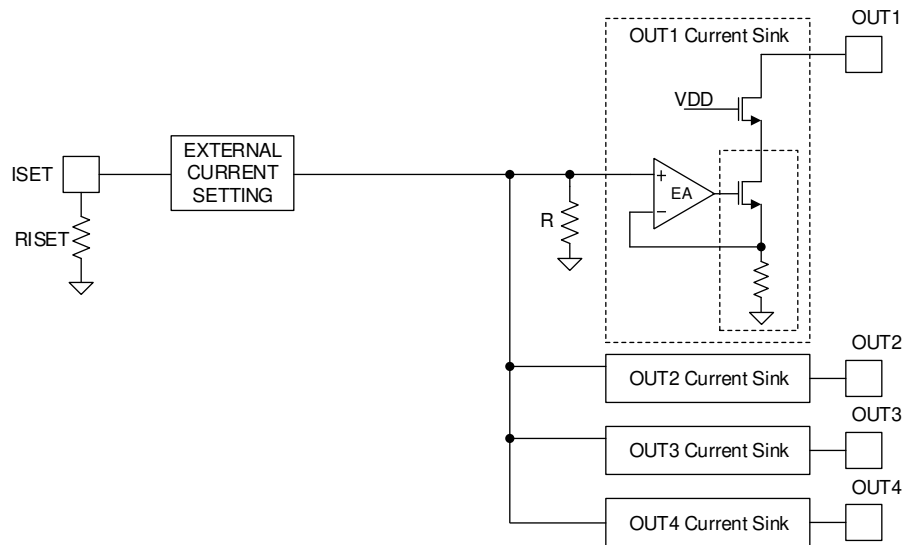 OUT1
OUT1 Current Sink
VDD
EXTERNAL
CURRENT
SETTING
ISET
+
EA
−
RISET
R
OUT2
OUT2 Current Sink
OUT3
OUT3 Current Sink
OUT4
OUT4 Current Sink